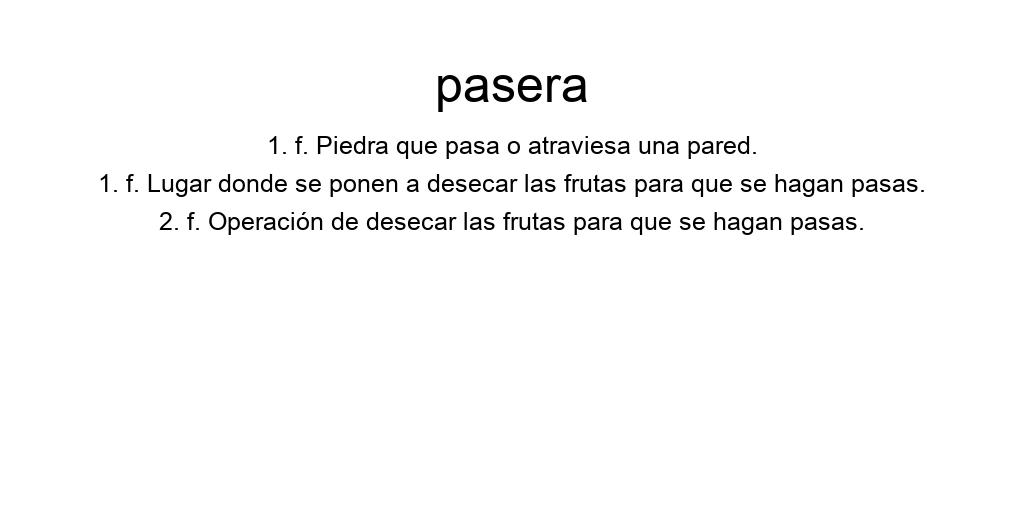 pasera
1. f. Piedra que pasa o atraviesa una pared.
1. f. Lugar donde se ponen a desecar las frutas para que se hagan pasas.
2. f. Operación de desecar las frutas para que se hagan pasas.